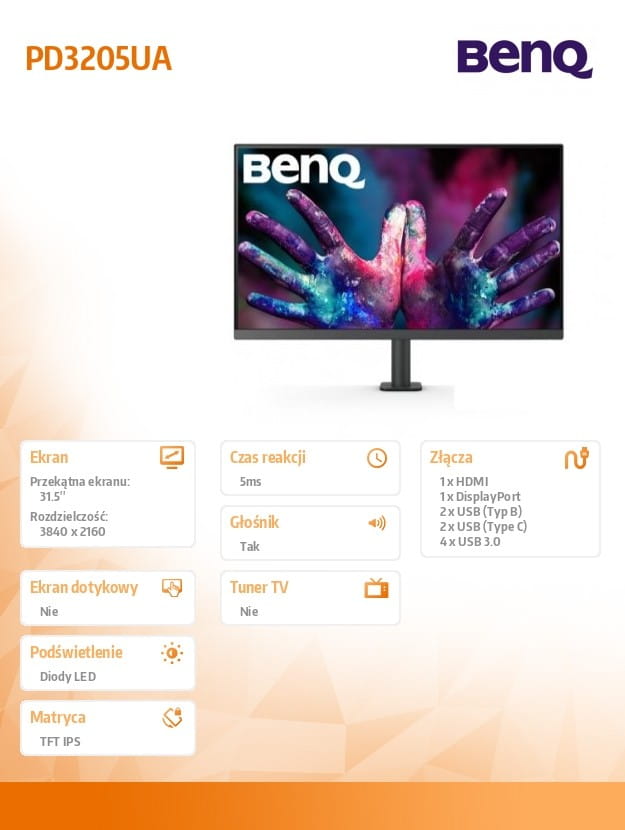 PD3205UA
BenQ
BenQ
Ekran
Przekątna ekranu:
31.5"
Rozdzielczość:
3840 x 2160
Czas reakcji
5ms
Głośnik
Tak
Złącza
1 x HDMI
1 x DisplayPort
2 x USB (Typ B)
2 x USB (Type C)
4 x USB 3.0
Ekran dotykowy
Nie
Tuner TV
Nie
Podświetlenie
Diody LED
Matryca
TFT IPS